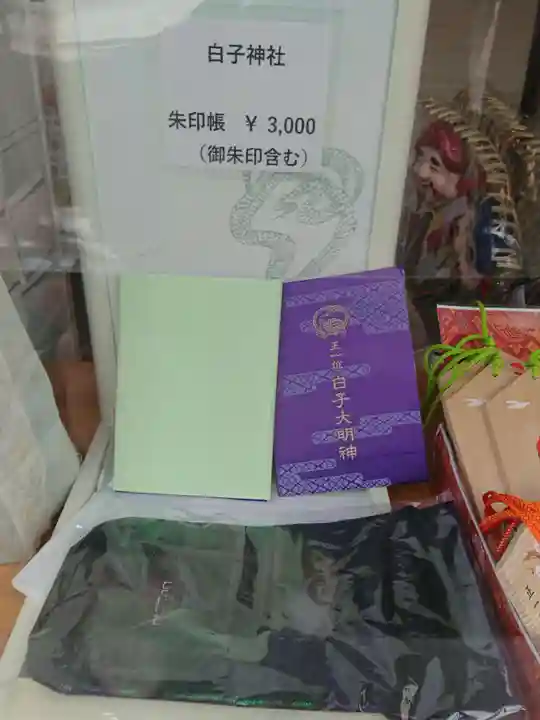 白子神社
朱印帳 ￥3,000
（御朱印含む）
正一位 白子大明神